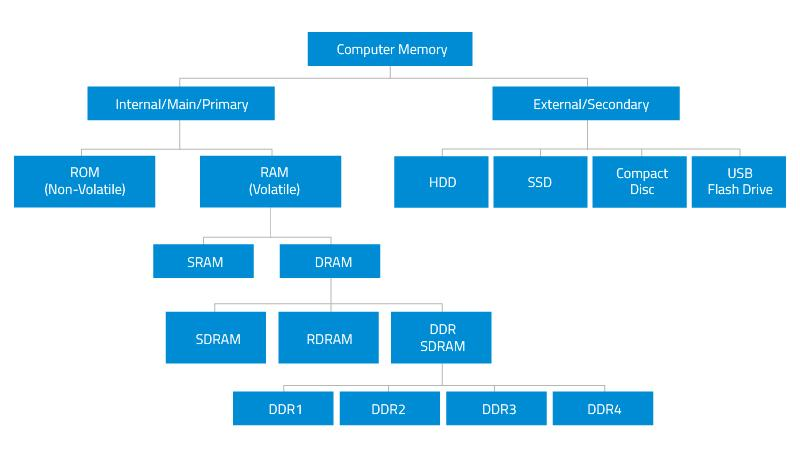 Computer Memory
Internal/Main/Primary
External/Secondary
ROM
(Non-Volatile)
RAM
(Volatile)
HDD
SSD
Compact
Disc
USB
Flash Drive
SRAM
DRAM
SDRAM
RDRAM
DDR
SDRAM
DDR1
DDR2
DDR3
DDR4